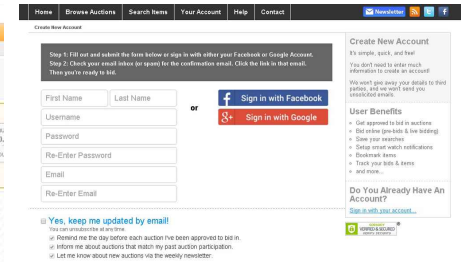 Home Browse Auctions Search Items Your Account Help Contact Newsletter
Create New Account
Step 1: Fill out and submit the form below or sign in with either your Facebook or Google Account.
Step 2: Check your email inbox (or spam) for the confirmation email. Click the link in that email.
Then you're ready to bid.
First Name Last Name
Username
Password
Re-Enter Password
Email
Re-Enter Email
or
f Sign in with Facebook
8+ Sign in with Google
Yes, keep me updated by email!
You can unsubscribe at any time
Remind me the day before each auction I've been approved to bid in.
Inform me about auctions that match my past auction participation.
Let me know about new auctions via the weekly newsletter.
Create New Account
It's simple, quick, and free!
You don't need to enter much
information to create an account!
We won't give away your details to third
parties, and we won't send you
unsolicited emails.
User Benefits
Get approved to bid in auctions
Bid online (pre-bids & live bidding)
Save your searches
Setup smart watch notifications
Bookmark items
Track your bids & items
and more...
Do You Already Have An
Account?
Sign in with your account...
VERIFIED & SECURED